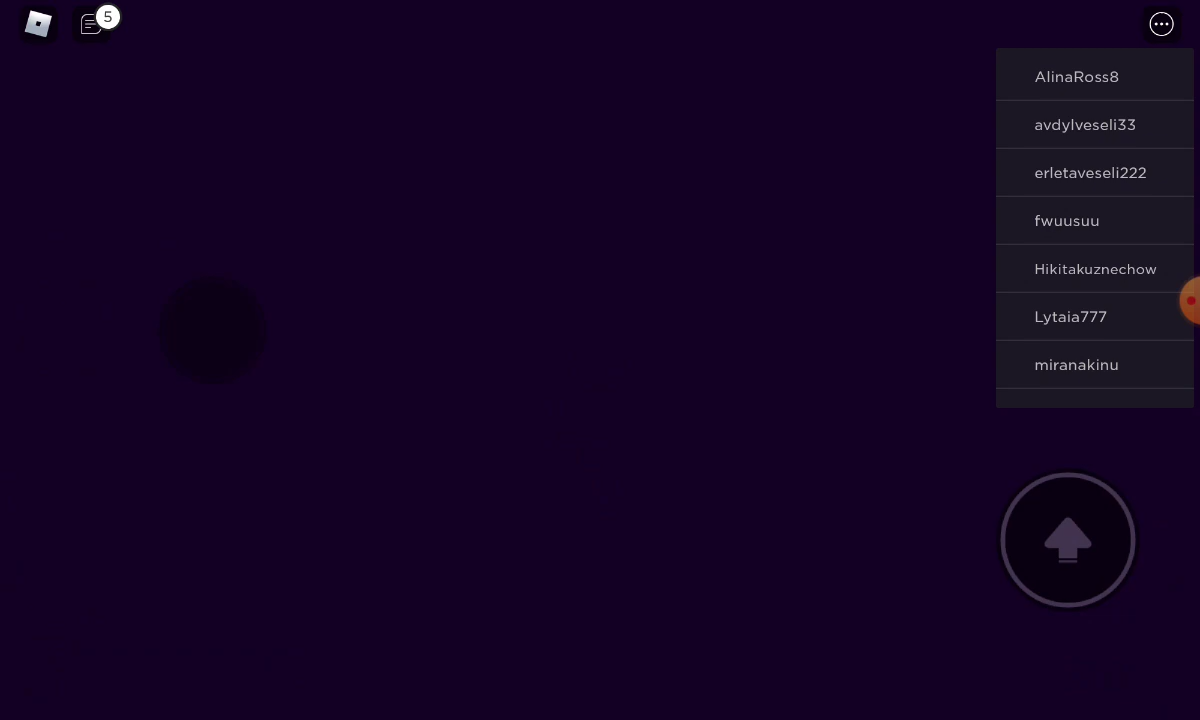 5
AlinaRoss8
avdylveseli33
erletaveseli222
fwuusuu
Hikitakuznechow
Lytaia777
miranakinu